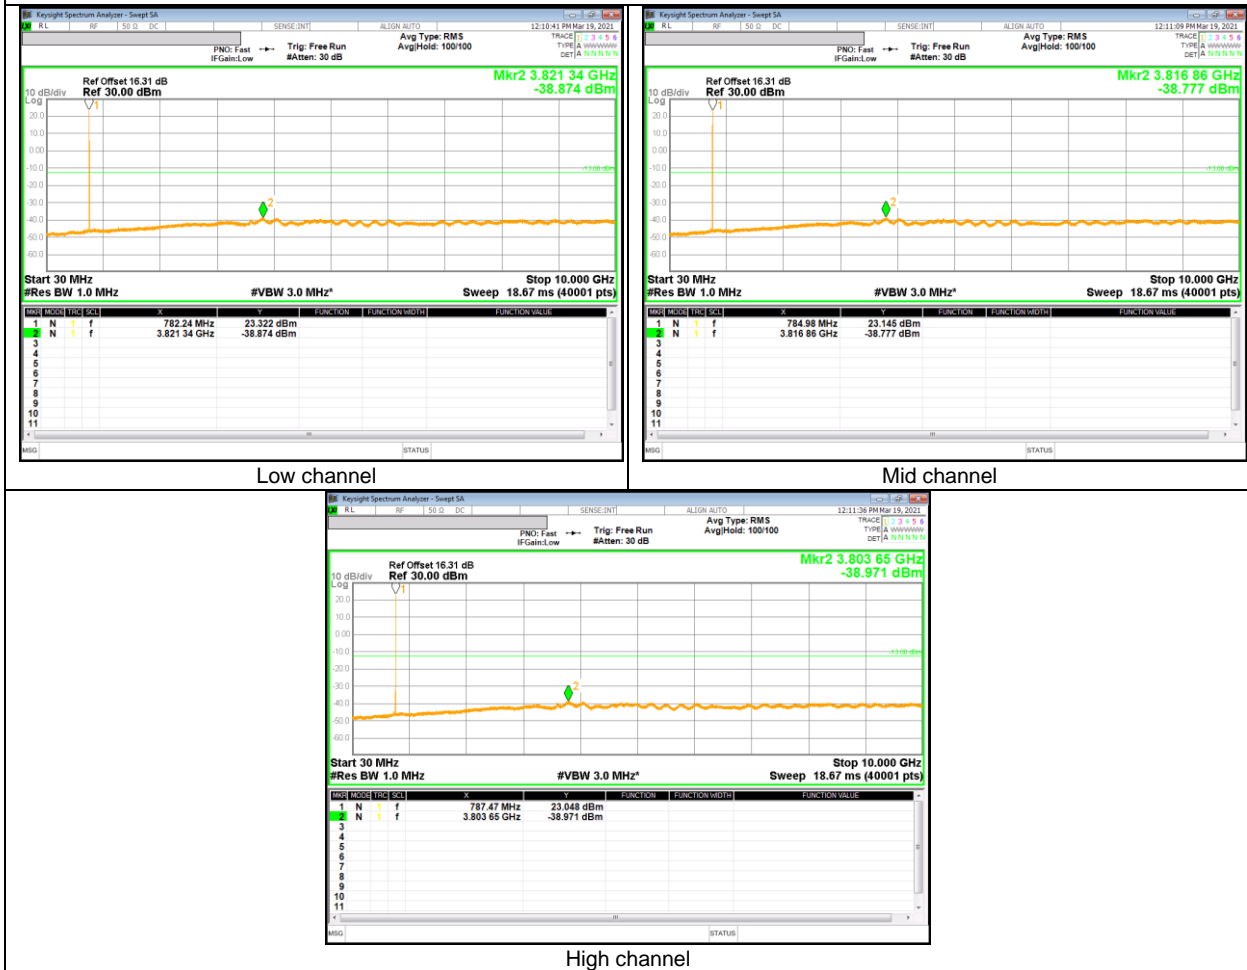 Keysight Spectrum Analyzer - Swept SA
RL RF 50 Ω DC SENSE:INT ALIGN AUTO 12:10:41 PM Mar 19, 2021
PNO: Fast Trig: Free Run Avg Type: RMS TRACE 1 2 3 4 5 6
IFGain:Low #Atten: 30 dB Avg|Hold: 100/100 TYPE A WWWWW
DET A N N N N N
Mkr2 3.821 34 GHz
-38.874 dBm
Ref Offset 16.31 dB
10 dB/div Ref 30.00 dBm
Log
1
20.0
10.0
0.00
-10.0
-13.00 dBm
-20.0
-30.0
2
-40.0
-50.0
-60.0
Start 30 MHz Stop 10.000 GHz
#Res BW 1.0 MHz #VBW 3.0 MHz* Sweep 18.67 ms (40001 pts)
MKR MODE TRC SCL X Y FUNCTION FUNCTION WIDTH FUNCTION VALUE
1 N 1 f 782.24 MHz 23.322 dBm
2 N 1 f 3.821 34 GHz -38.874 dBm
3
4
5
6
7
8
9
10
11
MSG STATUS
Low channel
Keysight Spectrum Analyzer - Swept SA
RL RF 50 Ω DC SENSE:INT ALIGN AUTO 12:11:09 PM Mar 19, 2021
PNO: Fast Trig: Free Run Avg Type: RMS TRACE 1 2 3 4 5 6
IFGain:Low #Atten: 30 dB Avg|Hold: 100/100 TYPE A WWWWW
DET A N N N N N
Mkr2 3.816 86 GHz
-38.777 dBm
Ref Offset 16.31 dB
10 dB/div Ref 30.00 dBm
Log
1
20.0
10.0
0.00
-10.0
-13.00 dBm
-20.0
-30.0
2
-40.0
-50.0
-60.0
Start 30 MHz Stop 10.000 GHz
#Res BW 1.0 MHz #VBW 3.0 MHz* Sweep 18.67 ms (40001 pts)
MKR MODE TRC SCL X Y FUNCTION FUNCTION WIDTH FUNCTION VALUE
1 N 1 f 784.98 MHz 23.145 dBm
2 N 1 f 3.816 86 GHz -38.777 dBm
3
4
5
6
7
8
9
10
11
MSG STATUS
Mid channel
Keysight Spectrum Analyzer - Swept SA
RL RF 50 Ω DC SENSE:INT ALIGN AUTO 12:11:36 PM Mar 19, 2021
PNO: Fast Trig: Free Run Avg Type: RMS TRACE 1 2 3 4 5 6
IFGain:Low #Atten: 30 dB Avg|Hold: 100/100 TYPE A WWWWW
DET A N N N N N
Mkr2 3.803 65 GHz
-38.971 dBm
Ref Offset 16.31 dB
10 dB/div Ref 30.00 dBm
Log
1
20.0
10.0
0.00
-10.0
-13.00 dBm
-20.0
-30.0
2
-40.0
-50.0
-60.0
Start 30 MHz Stop 10.000 GHz
#Res BW 1.0 MHz #VBW 3.0 MHz* Sweep 18.67 ms (40001 pts)
MKR MODE TRC SCL X Y FUNCTION FUNCTION WIDTH FUNCTION VALUE
1 N 1 f 787.47 MHz 23.048 dBm
2 N 1 f 3.803 65 GHz -38.971 dBm
3
4
5
6
7
8
9
10
11
MSG STATUS
High channel